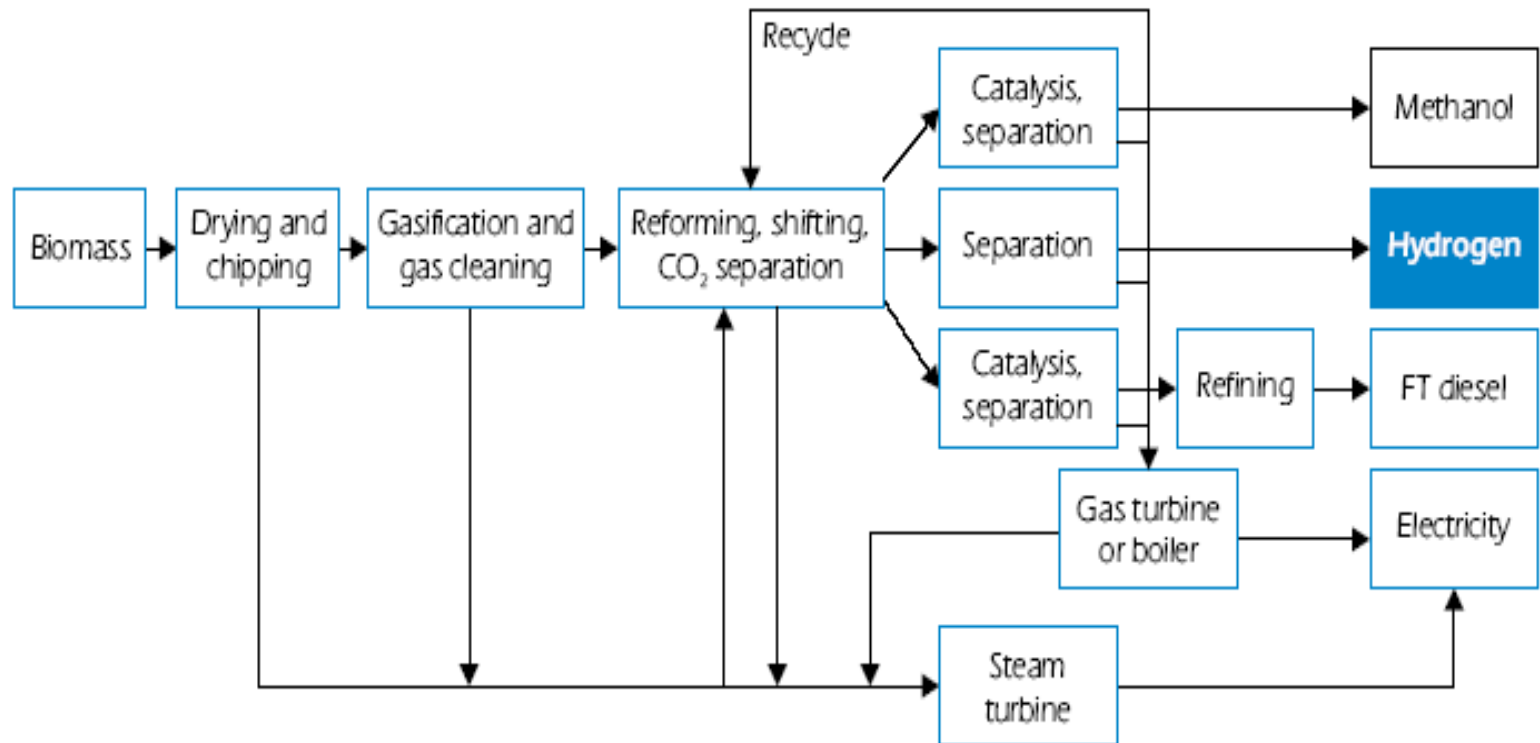 Recycle
Catalysis,
separation
Methanol
Biomass
Drying and
chipping
Gasification and
gas cleaning
Reforming, shifting,
CO₂ separation
Separation
Hydrogen
Catalysis,
separation
Refining
FT diesel
Gas turbine
or boiler
Electricity
Steam
turbine